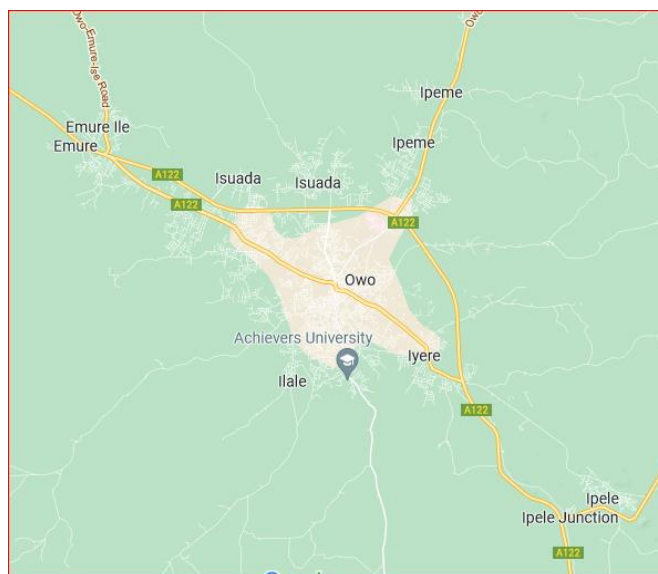 Owo-Emure-Ise Road
Ipeme
Emure Ile
Emure
Ipeme
A122
Isuada
Isuada
A122
A122
Owo
Achievers University
Iyere
Ilale
A122
Ipele
Ipele Junction
A122